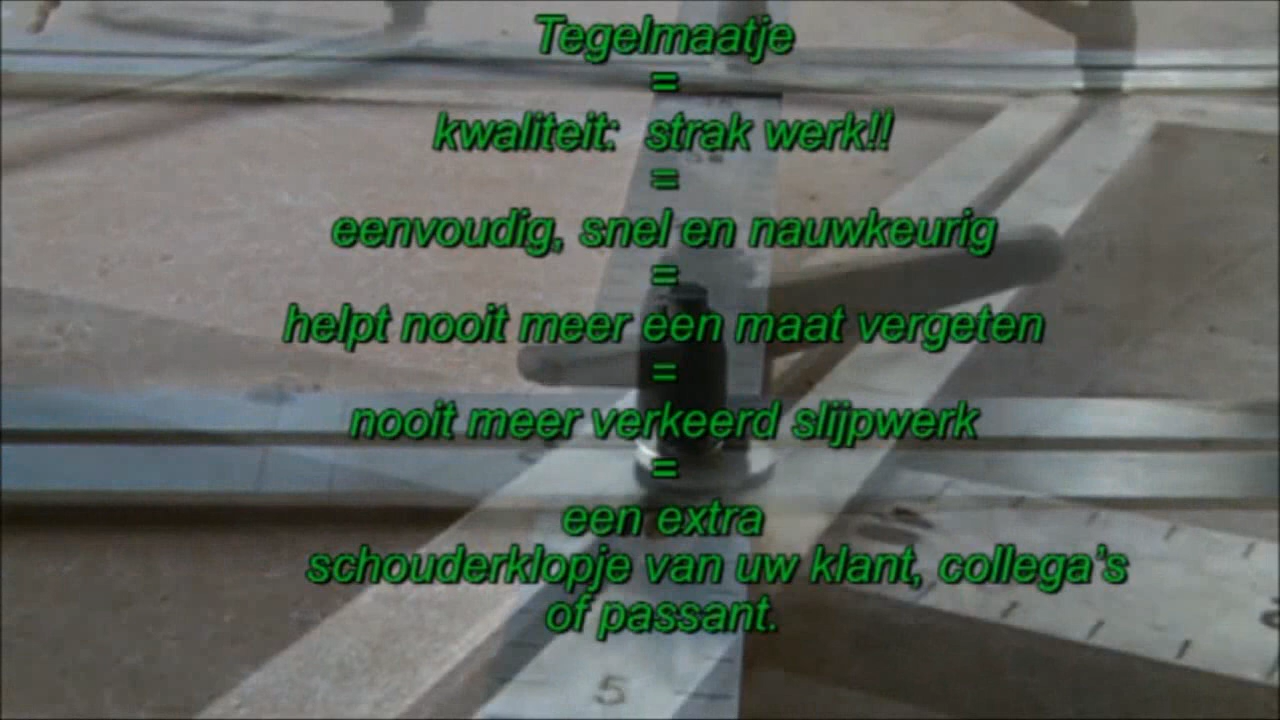 Tegelmaatje
=
kwaliteit: strak werk!!
=
eenvoudig, snel en nauwkeurig
=
helpt nooit meer een maat vergeten
=
nooit meer verkeerd slijpwerk
=
een extra
schouderklopje van uw klant, collega’s
of passant.
5